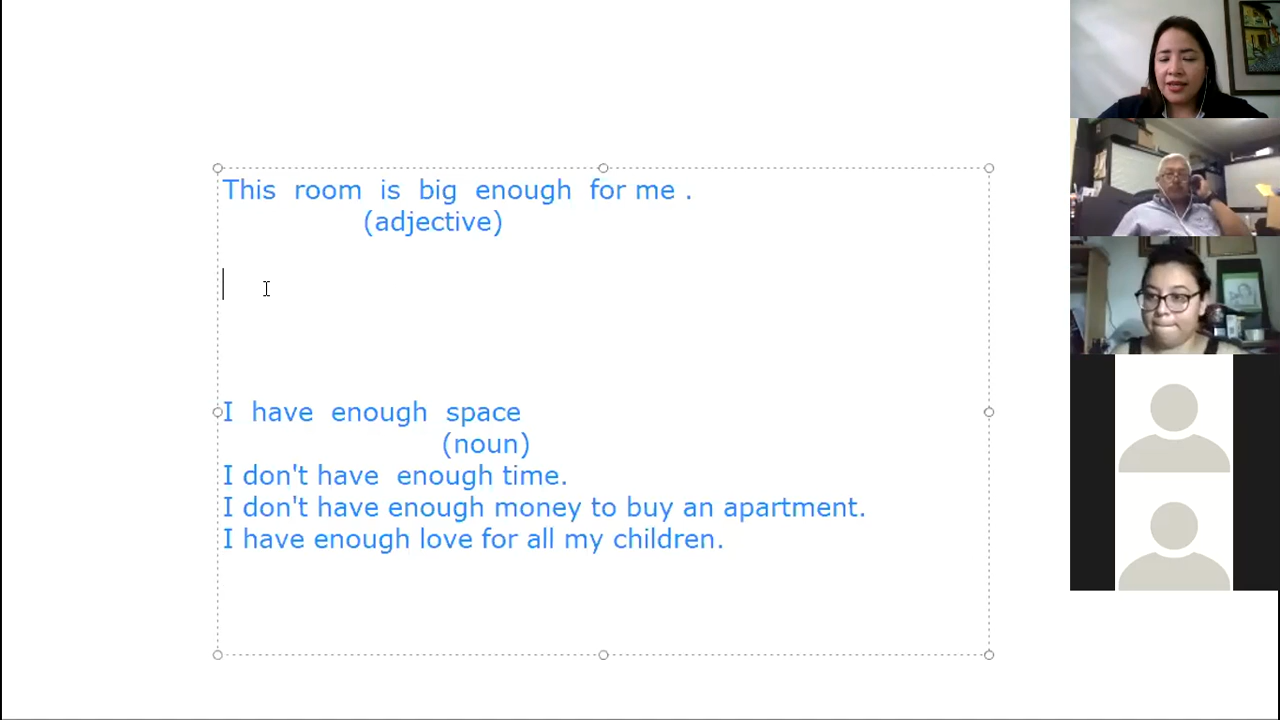 This room is big enough for me .
(adjective)
I have enough space
(noun)
I don't have enough time.
I don't have enough money to buy an apartment.
I have enough love for all my children.